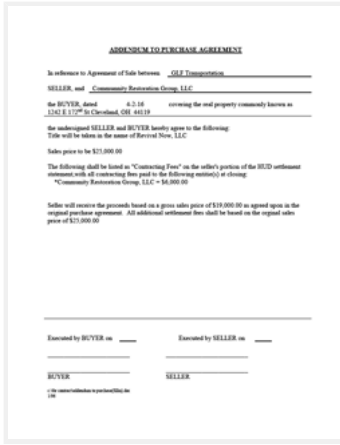 ADDENDUM TO PURCHASE AGREEMENT
In reference to Agreement of Sale between GLF Transportation
SELLER, and Commmunity Restoration Group, LLC
the BUYER, dated 4-2-16 covering the real property commonly known as
1242 E 172ND St Cleveland, OH 44119
the undersigned SELLER and BUYER hereby agree to the following:
Title will be taken in the name of Revival Now, LLC
Sales price to be $25,000.00
The following shall be listed as "Contracting Fees" on the seller's portion of the HUD settlement
statement,with all contracting fees paid to the following entitie(s) at closing:
*Community Restoration Group, LLC = $6,000.00
Seller will receive the proceeds based on a gross sales price of $19,000.00 as agreed upon in the
original purchase agreement. All additional settlement fees shall be based on the orginal sales
price of $25,000.00
Executed by BUYER on
Executed by SELLER on
BUYER
SELLER